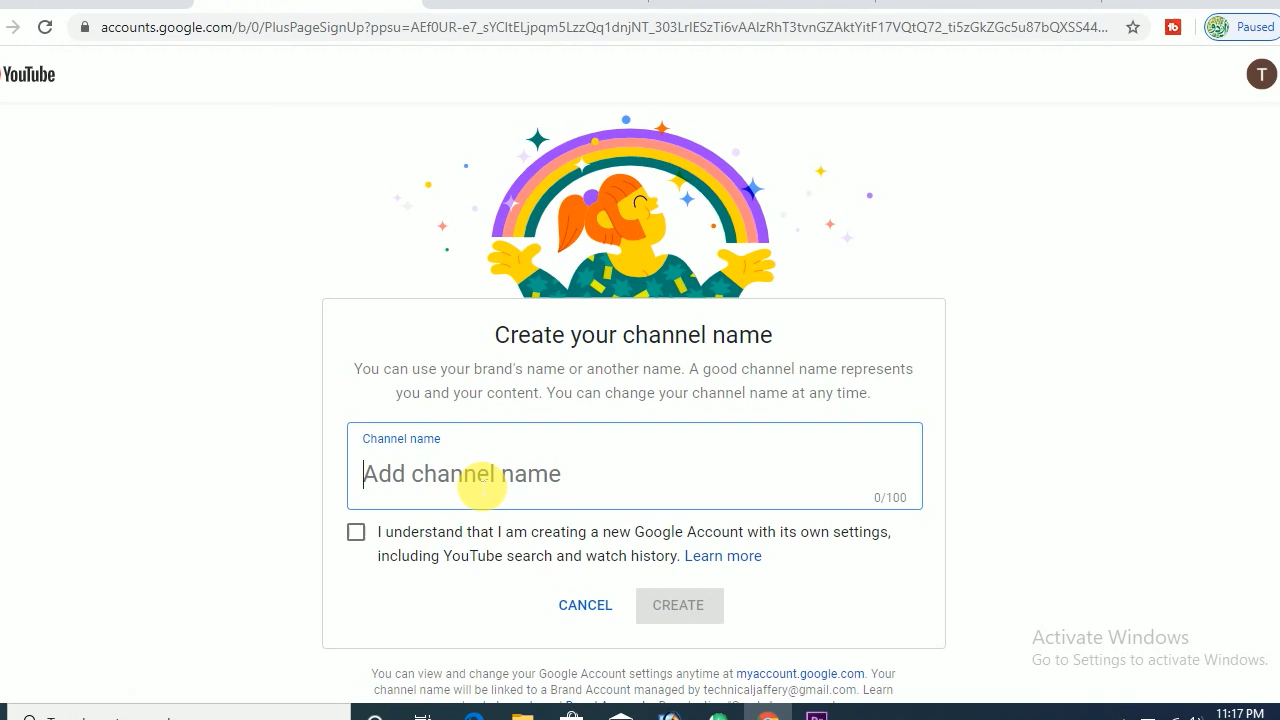 accounts.google.com/b/0/PlusPageSignUp?ppsu=AEf0UR-e7_sYCltELjpqm5LzzQq1dnjNT_303LrlESzTi6vAAlzRhT3tvnGZAktYitF17VQtQ72_ti5zGkZGc5u87bQXSS44...
Paused
YouTube
T
Create your channel name
You can use your brand's name or another name. A good channel name represents
you and your content. You can change your channel name at any time.
Channel name
Add channel name
0/100
I understand that I am creating a new Google Account with its own settings,
including YouTube search and watch history. Learn more
CANCEL
CREATE
Activate Windows
Go to Settings to activate Windows.
You can view and change your Google Account settings anytime at myaccount.google.com. Your
channel name will be linked to a Brand Account managed by technicaljaffery@gmail.com. Learn
11:17 PM